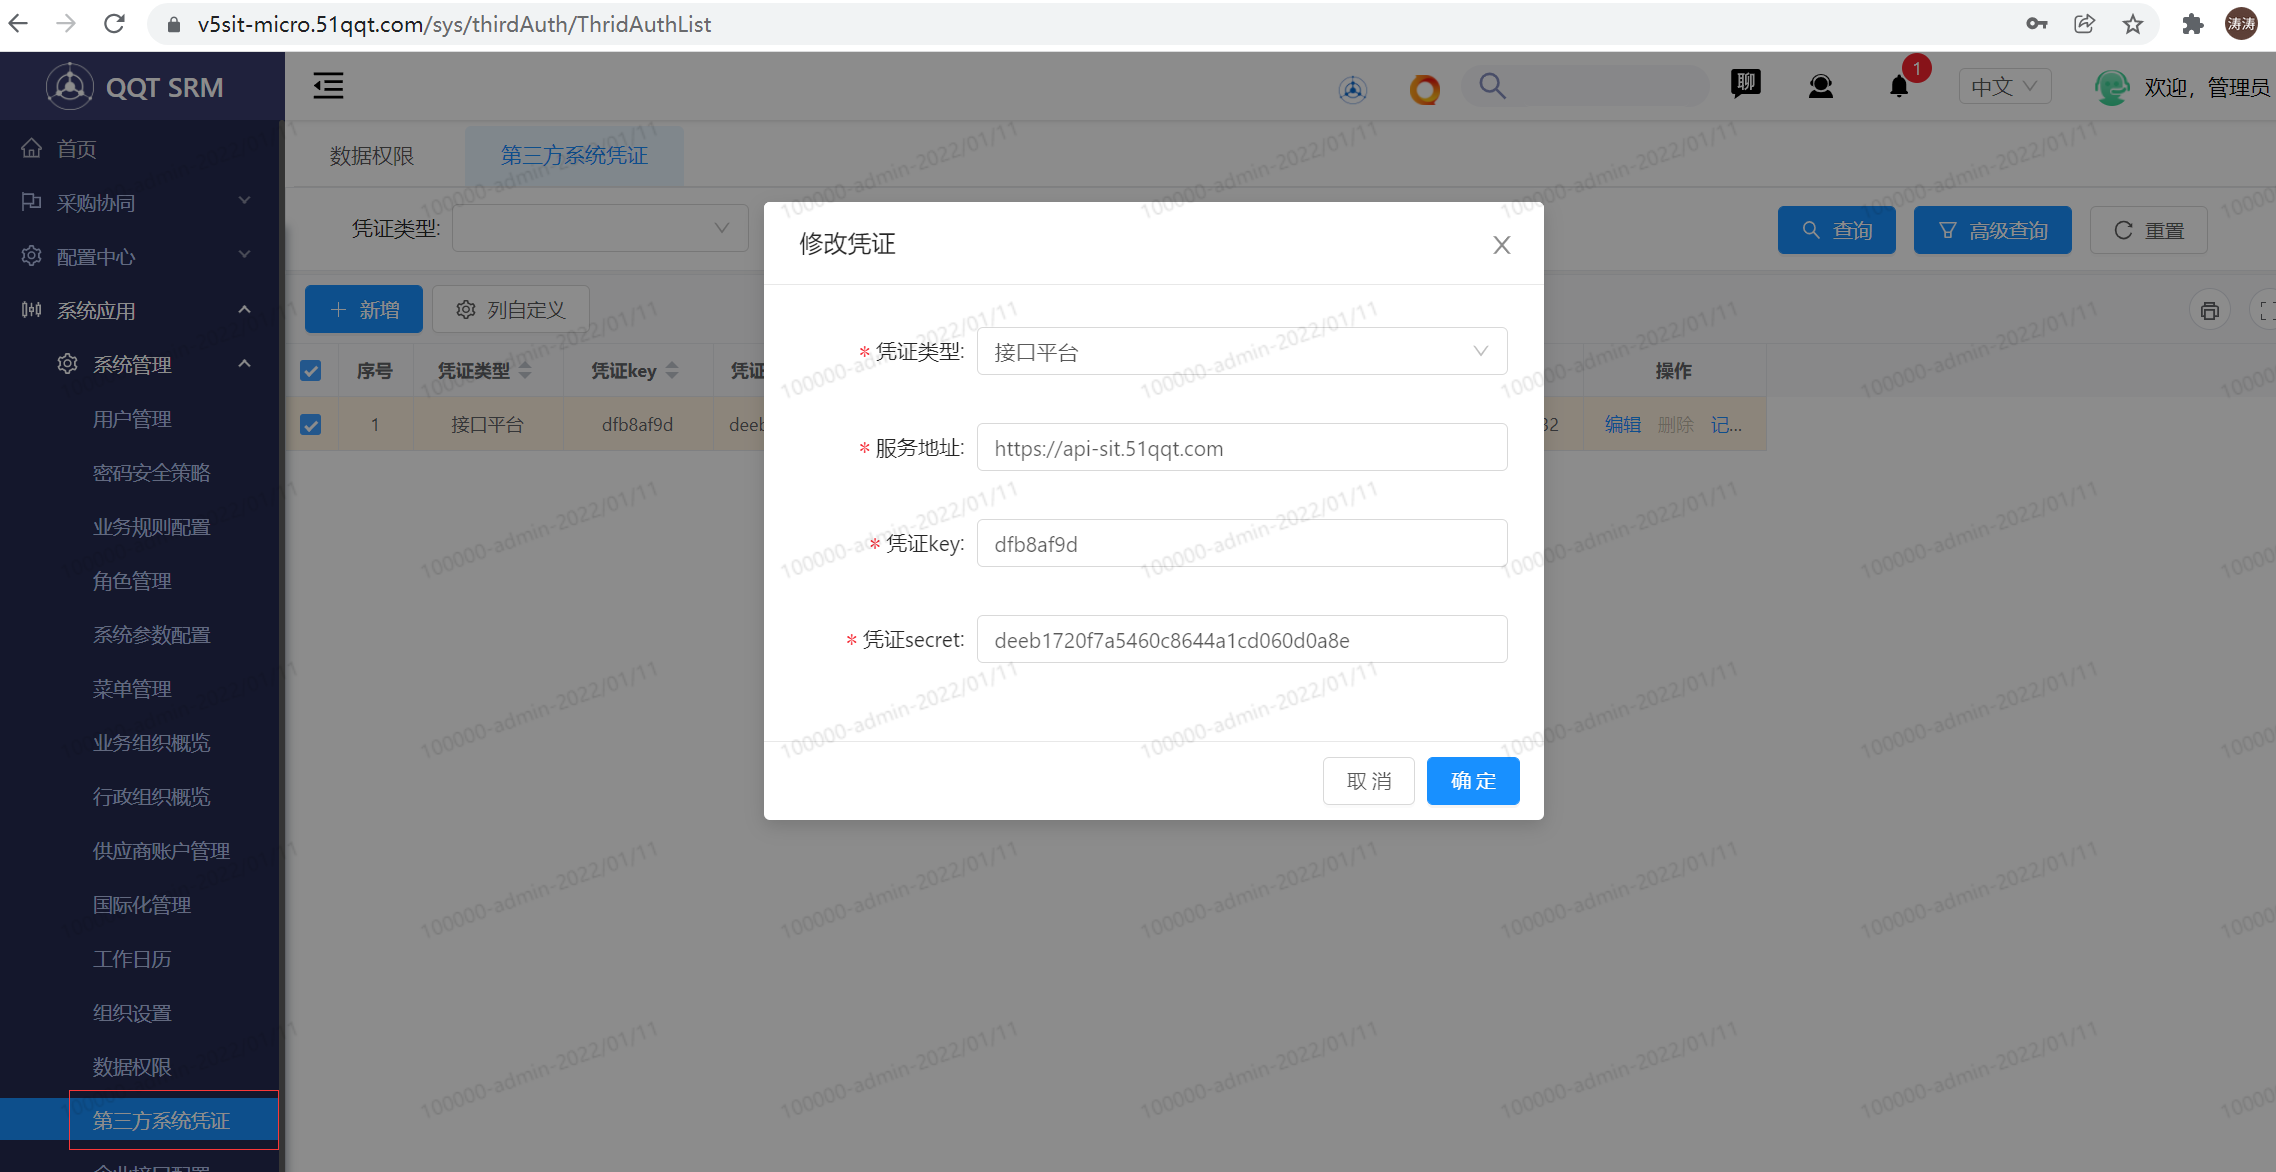 v5sit-micro.51qqt.com/sys/thirdAuth/ThridAuthList
涛涛
QQT SRM
聊
1
中文
欢迎，管理员
首页
采购协同
配置中心
系统应用
系统管理
用户管理
密码安全策略
业务规则配置
角色管理
系统参数配置
菜单管理
业务组织概览
行政组织概览
供应商账户管理
国际化管理
工作日历
组织设置
数据权限
第三方系统凭证
数据权限
第三方系统凭证
凭证类型:
查询
高级查询
重置
新增
列自定义
序号
凭证类型
凭证key
凭证
操作
1
接口平台
dfb8af9d
deeb
32
编辑
删除
记...
修改凭证
* 凭证类型:
接口平台
* 服务地址:
https://api-sit.51qqt.com
* 凭证key:
dfb8af9d
* 凭证secret:
deeb1720f7a5460c8644a1cd060d0a8e
取 消
确 定
100000-admin-2022/01/11